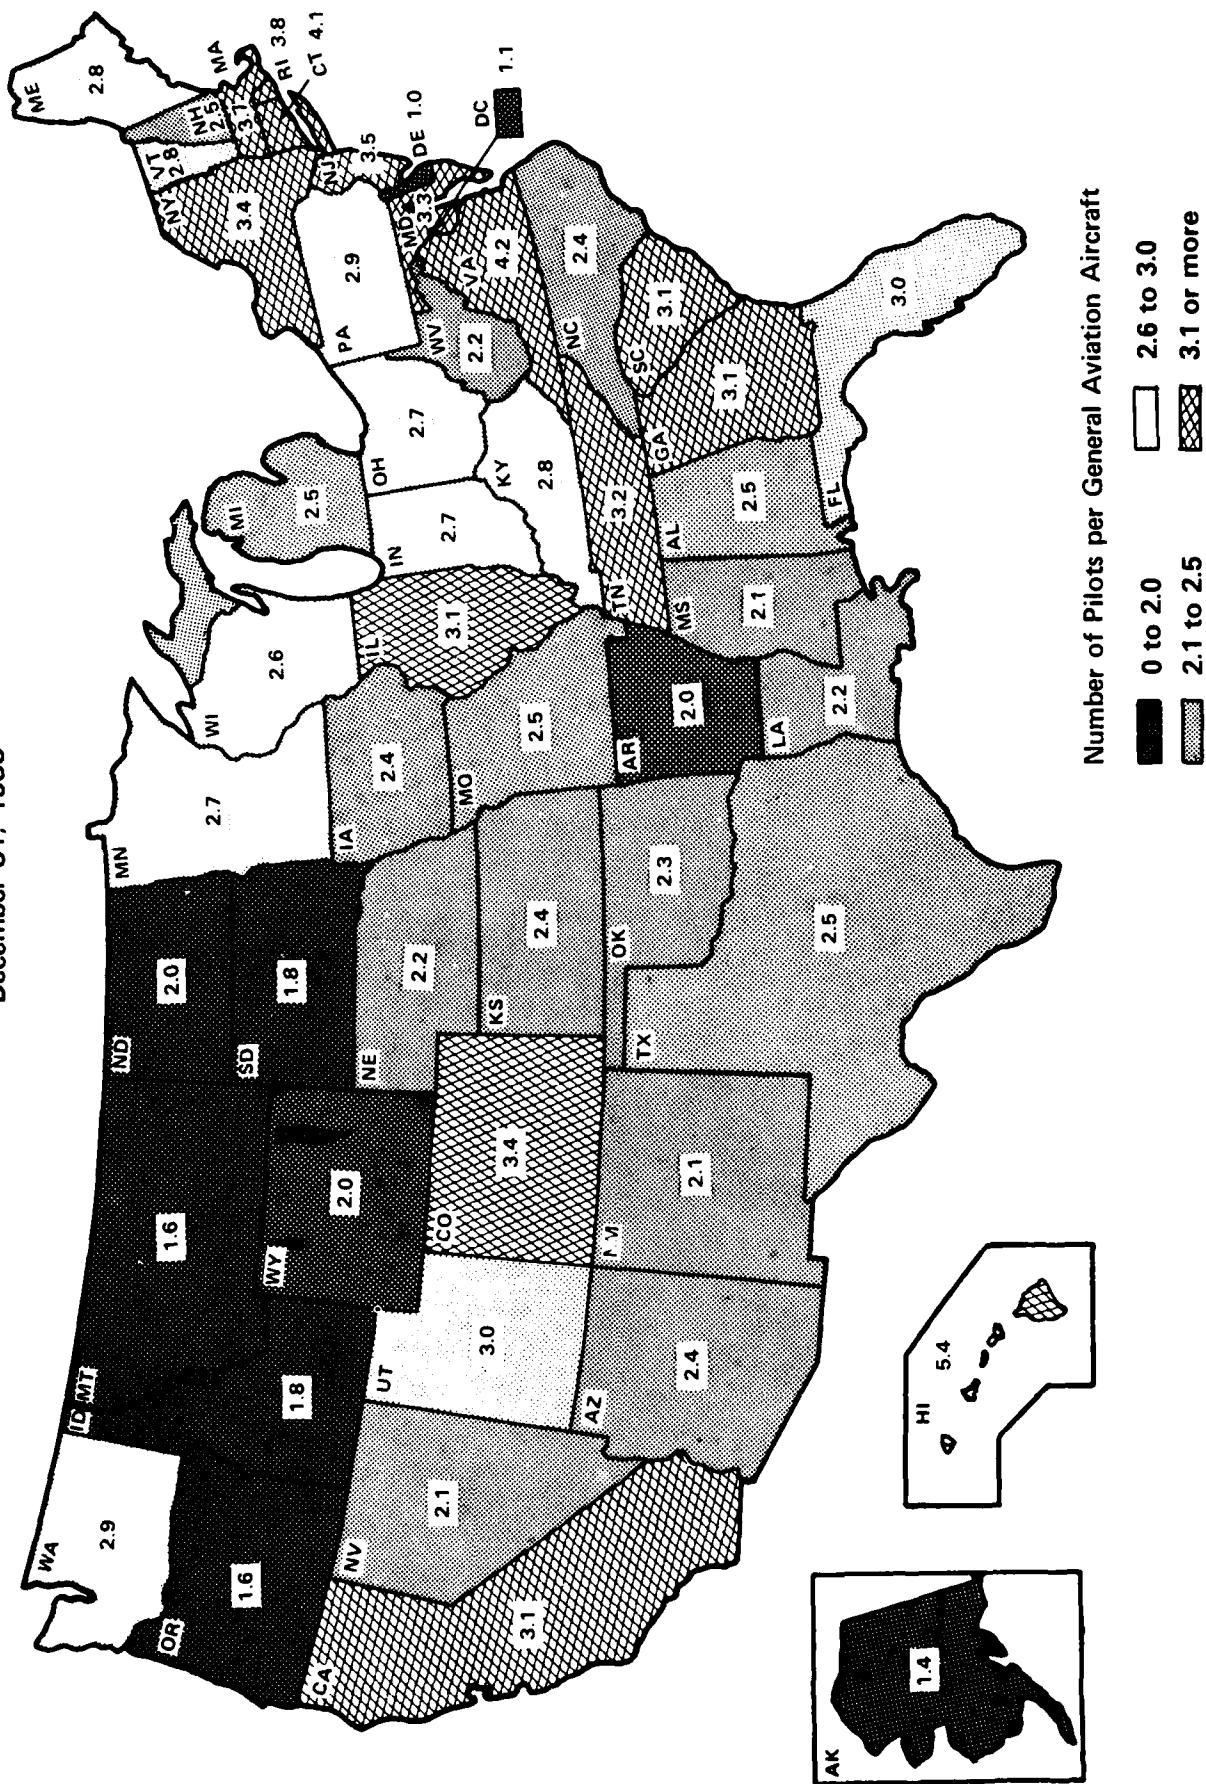 December
WA
2.9
OR
1.6
CA
3.1
NV
2.1
ID
1.8
MT
1.6
WY
2.0
UT
3.0
AZ
2.4
CO
3.4
NM
2.1
ND
2.0
SD
1.8
NE
2.2
KS
2.4
OK
2.3
TX
2.5
MN
2.7
IA
2.4
MO
2.5
AR
2.0
LA
2.2
WI
2.6
IL
3.1
MI
2.5
IN
2.7
OH
2.7
KY
2.8
TN
3.2
MS
2.1
AL
2.5
GA
3.1
FL
3.0
SC
3.1
NC
2.4
VA
4.2
WV
2.2
PA
2.9
NY
3.4
VT
2.8
NH
2.5
ME
2.8
MA
RI 3.8
CT 4.1
NJ
3.5
DE 1.0
MD
3.3
DC
1.1
AK
1.4
HI
5.4
Number of Pilots per General Aviation Aircraft
0 to 2.0
2.6 to 3.0
2.1 to 2.5
3.1 or more